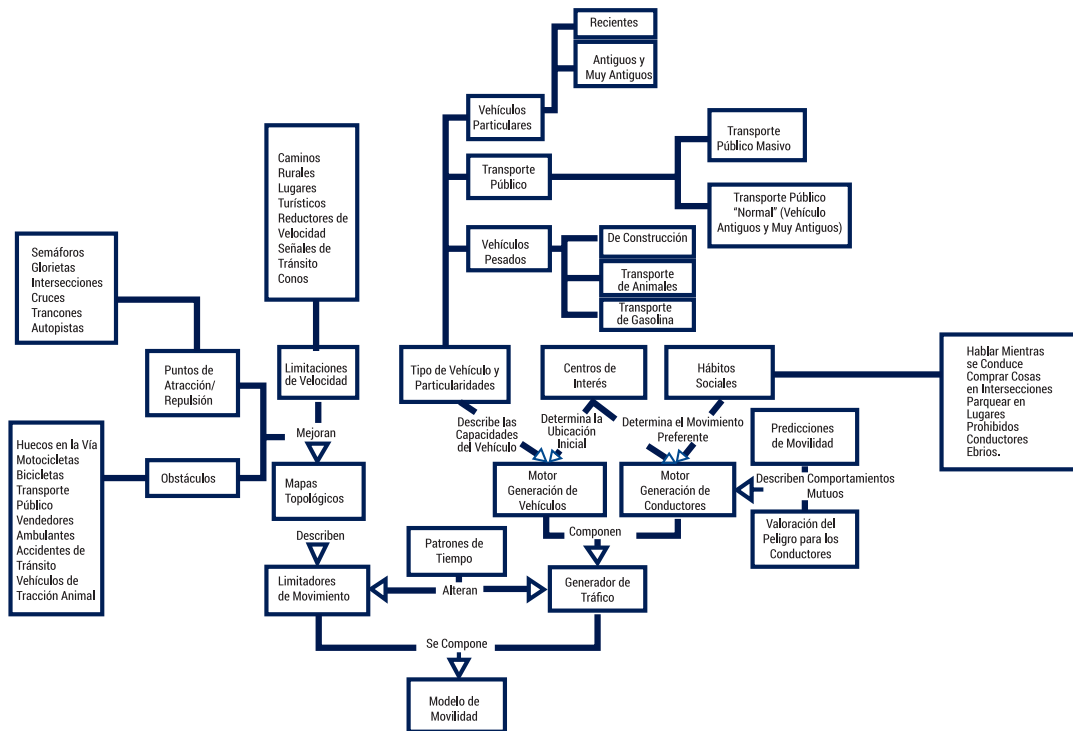 Recientes
Antiguos y
Muy Antiguos
Vehículos
Particulares
Transporte
Público Masivo
Transporte
Público
Transporte Público
"Normal" (Vehículo
Antiguos y Muy Antiguos)
Vehículos
Pesados
De Construcción
Transporte
de Animales
Transporte
de Gasolina
Caminos
Rurales
Lugares
Turísticos
Reductores de
Velocidad
Señales de
Tránsito
Conos
Semáforos
Glorietas
Intersecciones
Cruces
Trancones
Autopistas
Puntos de
Atracción/
Repulsión
Limitaciones
de Velocidad
Tipo de Vehículo y
Particularidades
Centros de
Interés
Hábitos
Sociales
Hablar Mientras
se Conduce
Comprar Cosas
en Intersecciones
Parquear en
Lugares
Prohibidos
Conductores
Ebrios.
Describe las
Capacidades
del Vehículo
Determina la
Ubicación
Inicial
Determina el Movimiento
Preferente
Predicciones
de Movilidad
Mejoran
Huecos en la Vía
Motocicletas
Bicicletas
Transporte
Público
Vendedores
Ambulantes
Accidentes de
Tránsito
Vehículos de
Tracción Animal
Obstáculos
Mapas
Topológicos
Motor
Generación de
Vehículos
Motor
Generación de
Conductores
Describen Comportamientos
Mutuos
Valoración del
Peligro para los
Conductores
Describen
Patrones de
Tiempo
Componen
Limitadores
de Movimiento
Alteran
Generador de
Tráfico
Se Compone
Modelo de
Movilidad